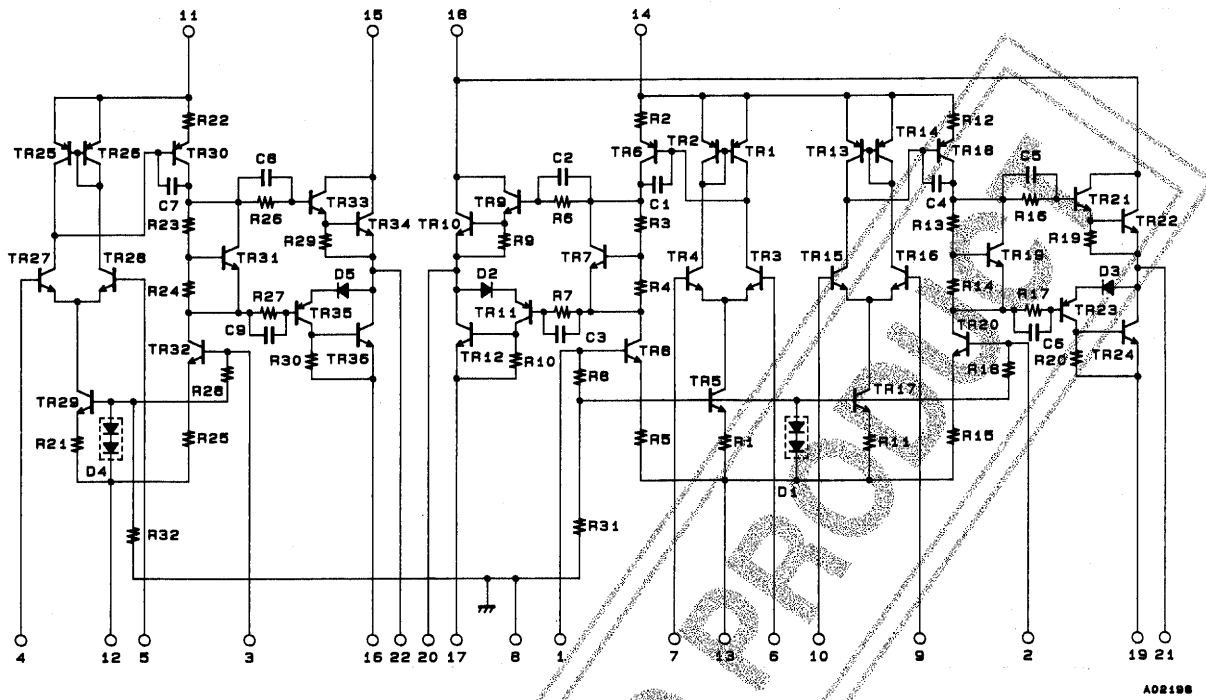 11 15 18 14
R22 R2 R12
TR25 TR26 TR30 TR6 TR2 TR1 TR13 TR14 TR18
C8 C2 C5
C7 R26 TR33 TR9 R6 C1 C4 R16 TR21
R23 TR34 TR10 R3 R13 TR22
R29 R9 R19
TR27 TR28 TR31 TR7 TR4 TR3 TR15 TR16 TR19
R24 D5 D2 R4 R14 D3
R27 R7 R17
C9 TR35 TR11 C3 TR20 C6 TR23
TR32 R30 TR36 TR12 R10 TR8 R18 R20 TR24
R28 R8
TR29 TR5 TR17
R21 R25 R5 R1 R11 R15
D4 D1
R32 R31
4 12 5 3 16 22 20 17 8 1 7 13 6 10 9 2 19 21
A02198
PRODUCT